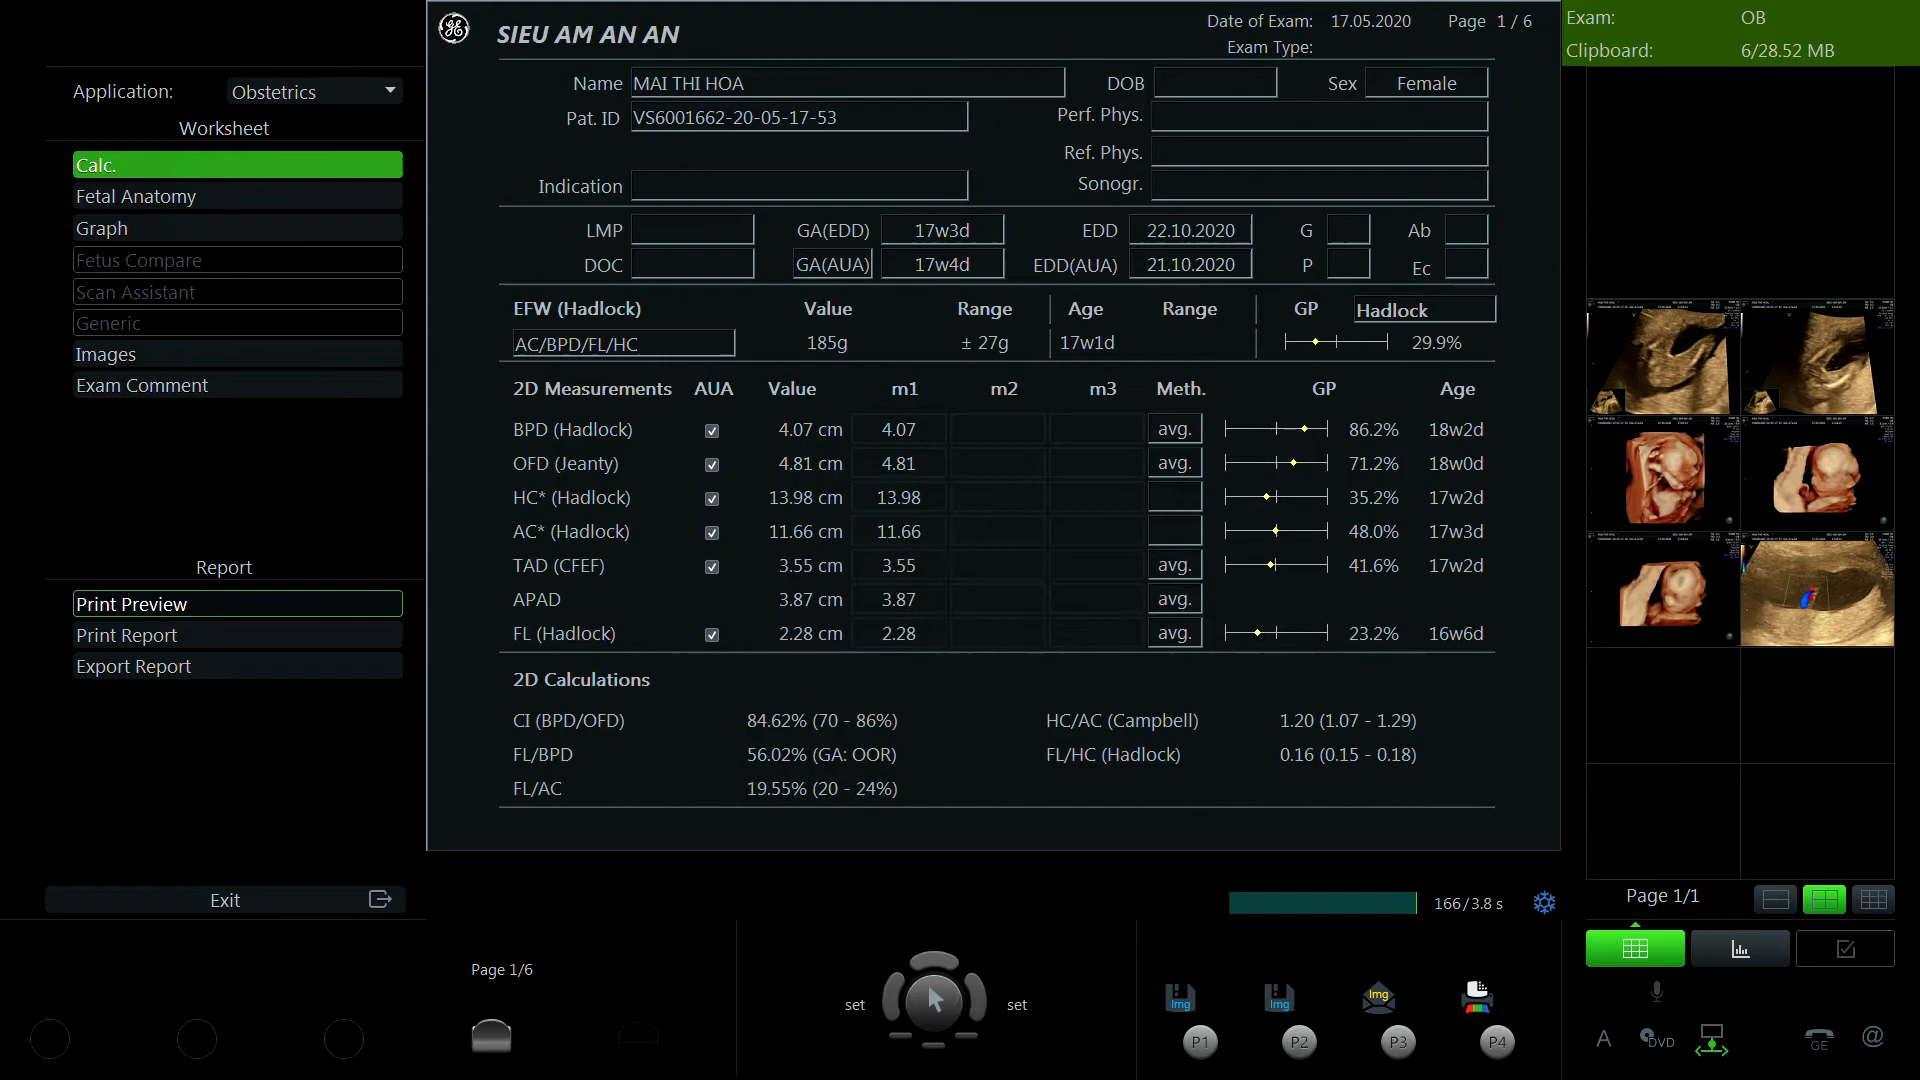 SIEU AM AN AN
Date of Exam: 17.05.2020 Page 1 / 6
Exam Type:
Exam: OB
Clipboard: 6/28.52 MB
Application: Obstetrics
Worksheet
Calc.
Fetal Anatomy
Graph
Fetus Compare
Scan Assistant
Generic
Images
Exam Comment
Report
Print Preview
Print Report
Export Report
Exit
Name MAI THI HOA DOB Sex Female
Pat. ID VS6001662-20-05-17-53 Perf. Phys.
Ref. Phys.
Indication Sonogr.
LMP GA(EDD) 17w3d EDD 22.10.2020 G Ab
DOC GA(AUA) 17w4d EDD(AUA) 21.10.2020 P Ec
EFW (Hadlock) Value Range Age Range GP Hadlock
AC/BPD/FL/HC 185g ± 27g 17w1d 29.9%
2D Measurements AUA Value m1 m2 m3 Meth. GP Age
BPD (Hadlock) 4.07 cm 4.07 avg. 86.2% 18w2d
OFD (Jeanty) 4.81 cm 4.81 avg. 71.2% 18w0d
HC* (Hadlock) 13.98 cm 13.98 35.2% 17w2d
AC* (Hadlock) 11.66 cm 11.66 48.0% 17w3d
TAD (CFEF) 3.55 cm 3.55 avg. 41.6% 17w2d
APAD 3.87 cm 3.87 avg.
FL (Hadlock) 2.28 cm 2.28 avg. 23.2% 16w6d
2D Calculations
CI (BPD/OFD) 84.62% (70 - 86%) HC/AC (Campbell) 1.20 (1.07 - 1.29)
FL/BPD 56.02% (GA: OOR) FL/HC (Hadlock) 0.16 (0.15 - 0.18)
FL/AC 19.55% (20 - 24%)
166/3.8 s
Page 1/1
Page 1/6
set set
Img Img Img
P1 P2 P3 P4
A DVD GE @